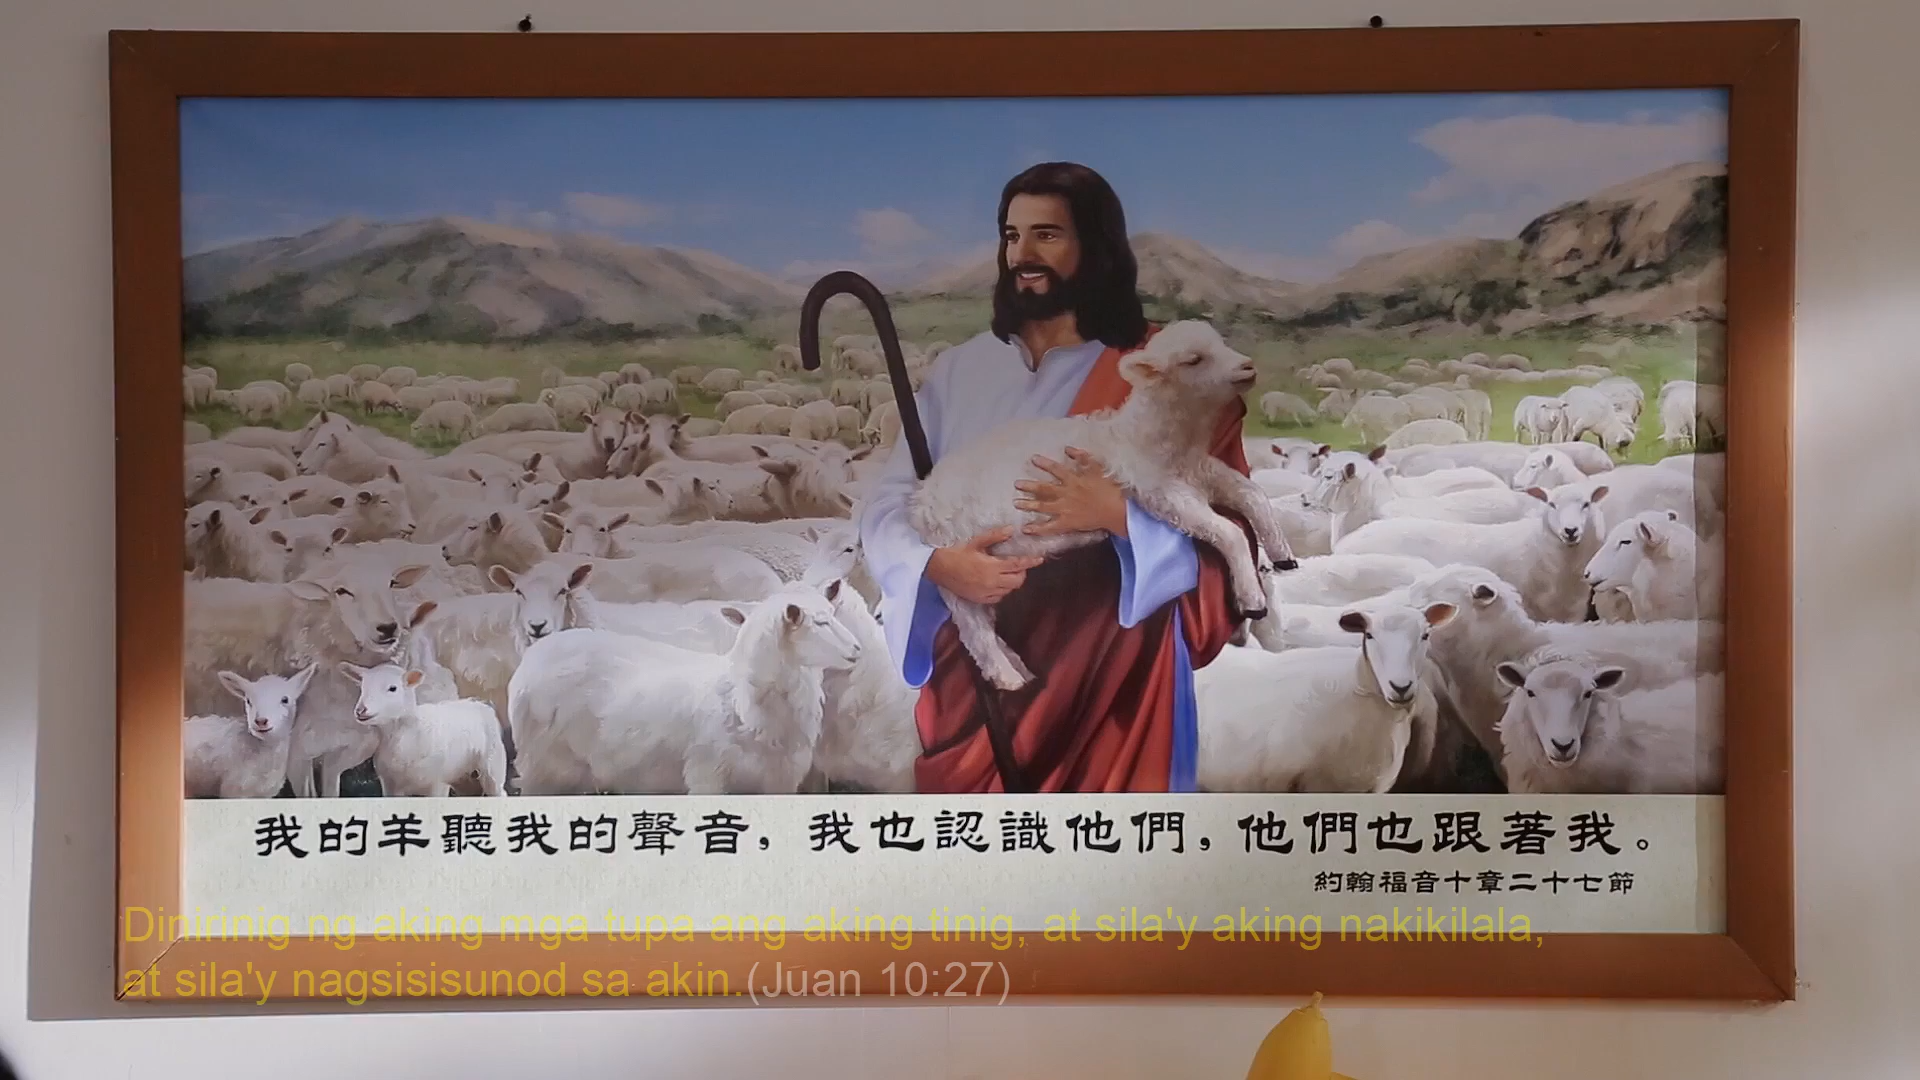 我的羊聽我的聲音，我也認識他們，他們也跟著我。
約翰福音十章二十七節
Dinirinig ng aking mga tupa ang aking tinig, at sila'y aking nakikilala,
at sila'y nagsisisunod sa akin.(Juan 10:27)